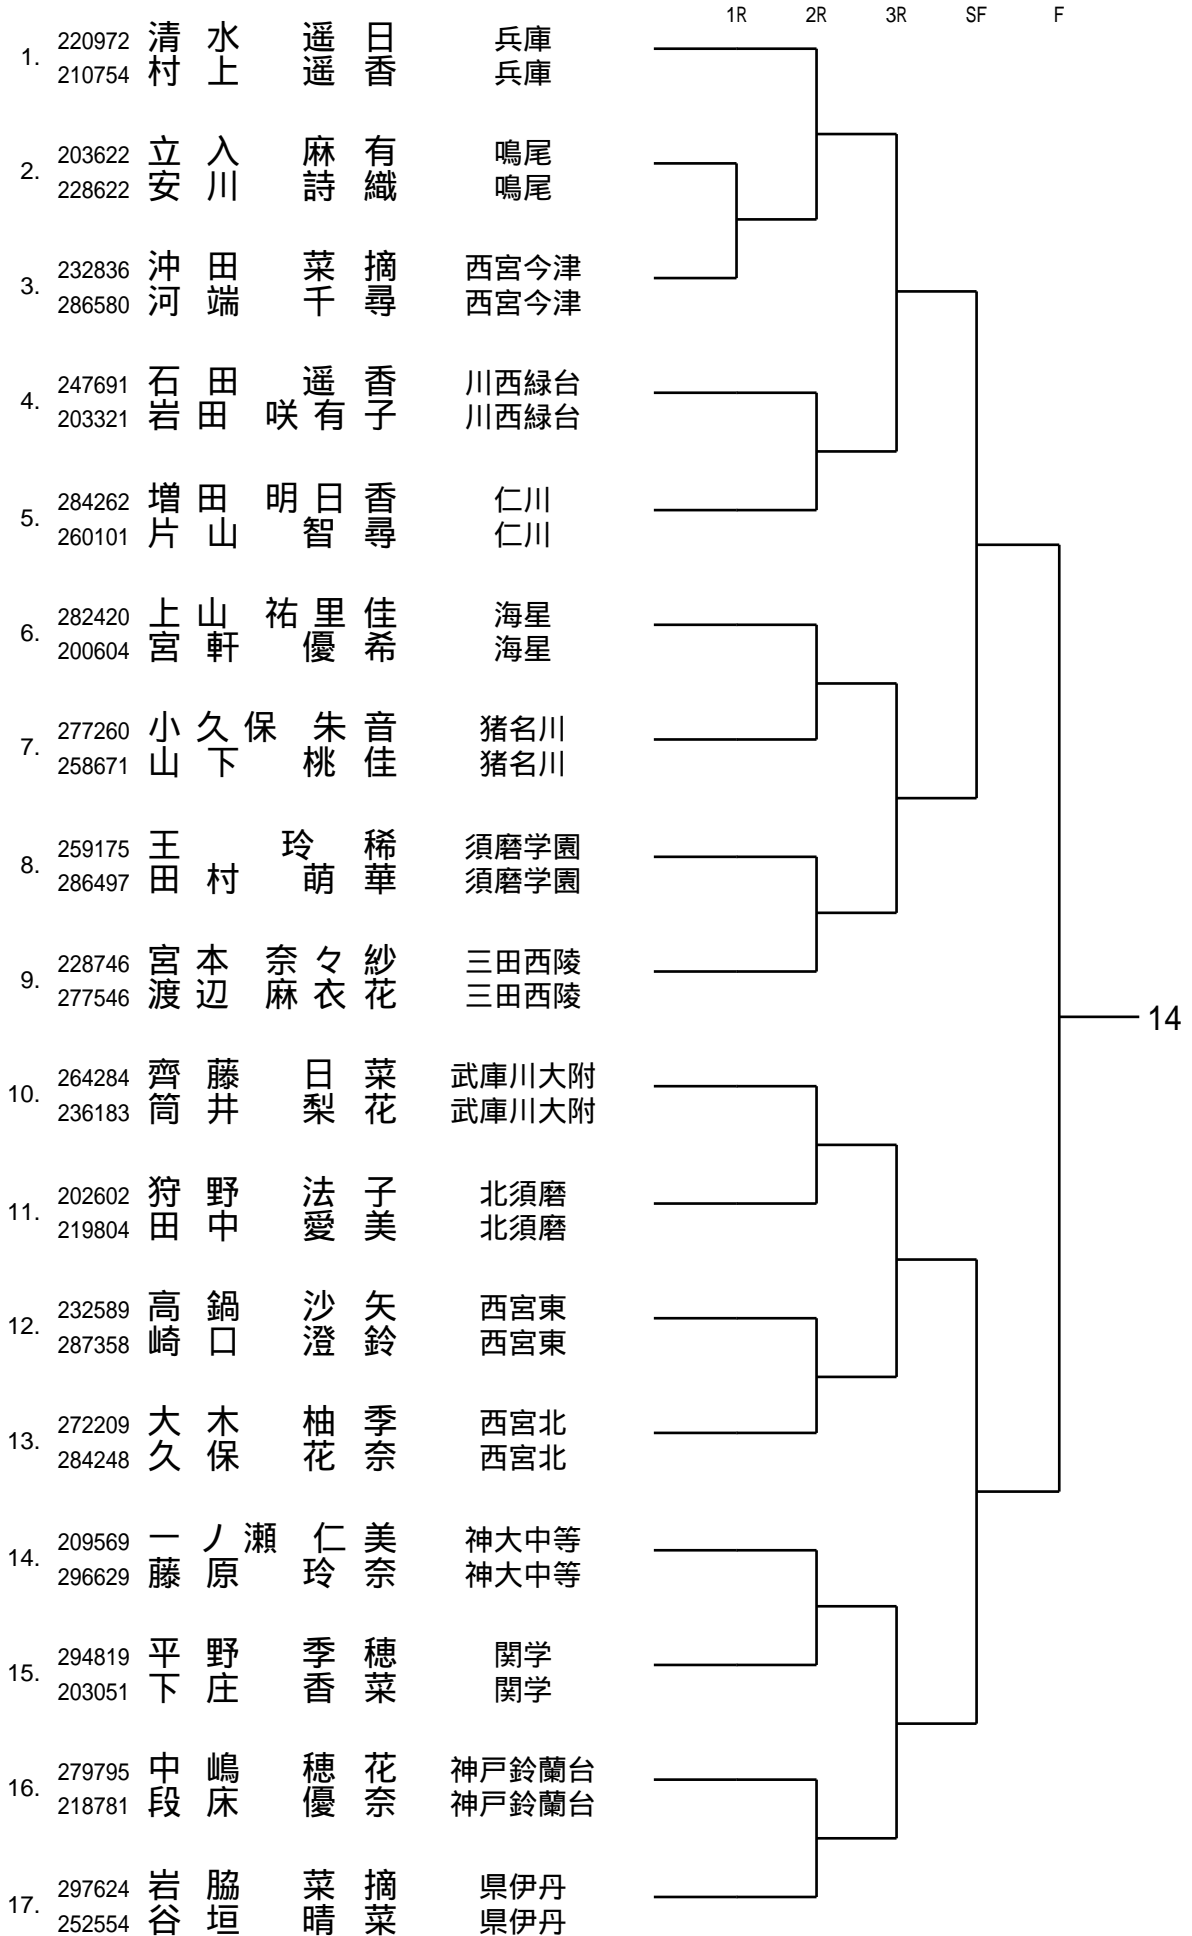 1R 2R 3R SF F
1. 220972 清水 遥日 兵庫
210754 村上 遥香 兵庫
2. 203622 立入 麻有 鳴尾
228622 安川 詩織 鳴尾
3. 232836 沖田 菜摘 西宮今津
286580 河端 千尋 西宮今津
4. 247691 石田 遥香 川西緑台
203321 岩田 咲有子 川西緑台
5. 284262 増田 明日香 仁川
260101 片山 智尋 仁川
6. 282420 上山 祐里佳 海星
200604 宮軒 優希 海星
7. 277260 小久保 朱音 猪名川
258671 山下 桃佳 猪名川
8. 259175 王 玲稀 須磨学園
286497 田村 萌華 須磨学園
9. 228746 宮本 奈々紗 三田西陵
277546 渡辺 麻衣花 三田西陵
14
10. 264284 齊藤 日菜 武庫川大附
236183 筒井 梨花 武庫川大附
11. 202602 狩野 法子 北須磨
219804 田中 愛美 北須磨
12. 232589 高鍋 沙矢 西宮東
287358 崎口 澄鈴 西宮東
13. 272209 大木 柚季 西宮北
284248 久保 花奈 西宮北
14. 209569 一ノ瀬 仁美 神大中等
296629 藤原 玲奈 神大中等
15. 294819 平野 季穂 関学
203051 下庄 香菜 関学
16. 279795 中嶋 穂花 神戸鈴蘭台
218781 段床 優奈 神戸鈴蘭台
17. 297624 岩脇 菜摘 県伊丹
252554 谷垣 晴菜 県伊丹